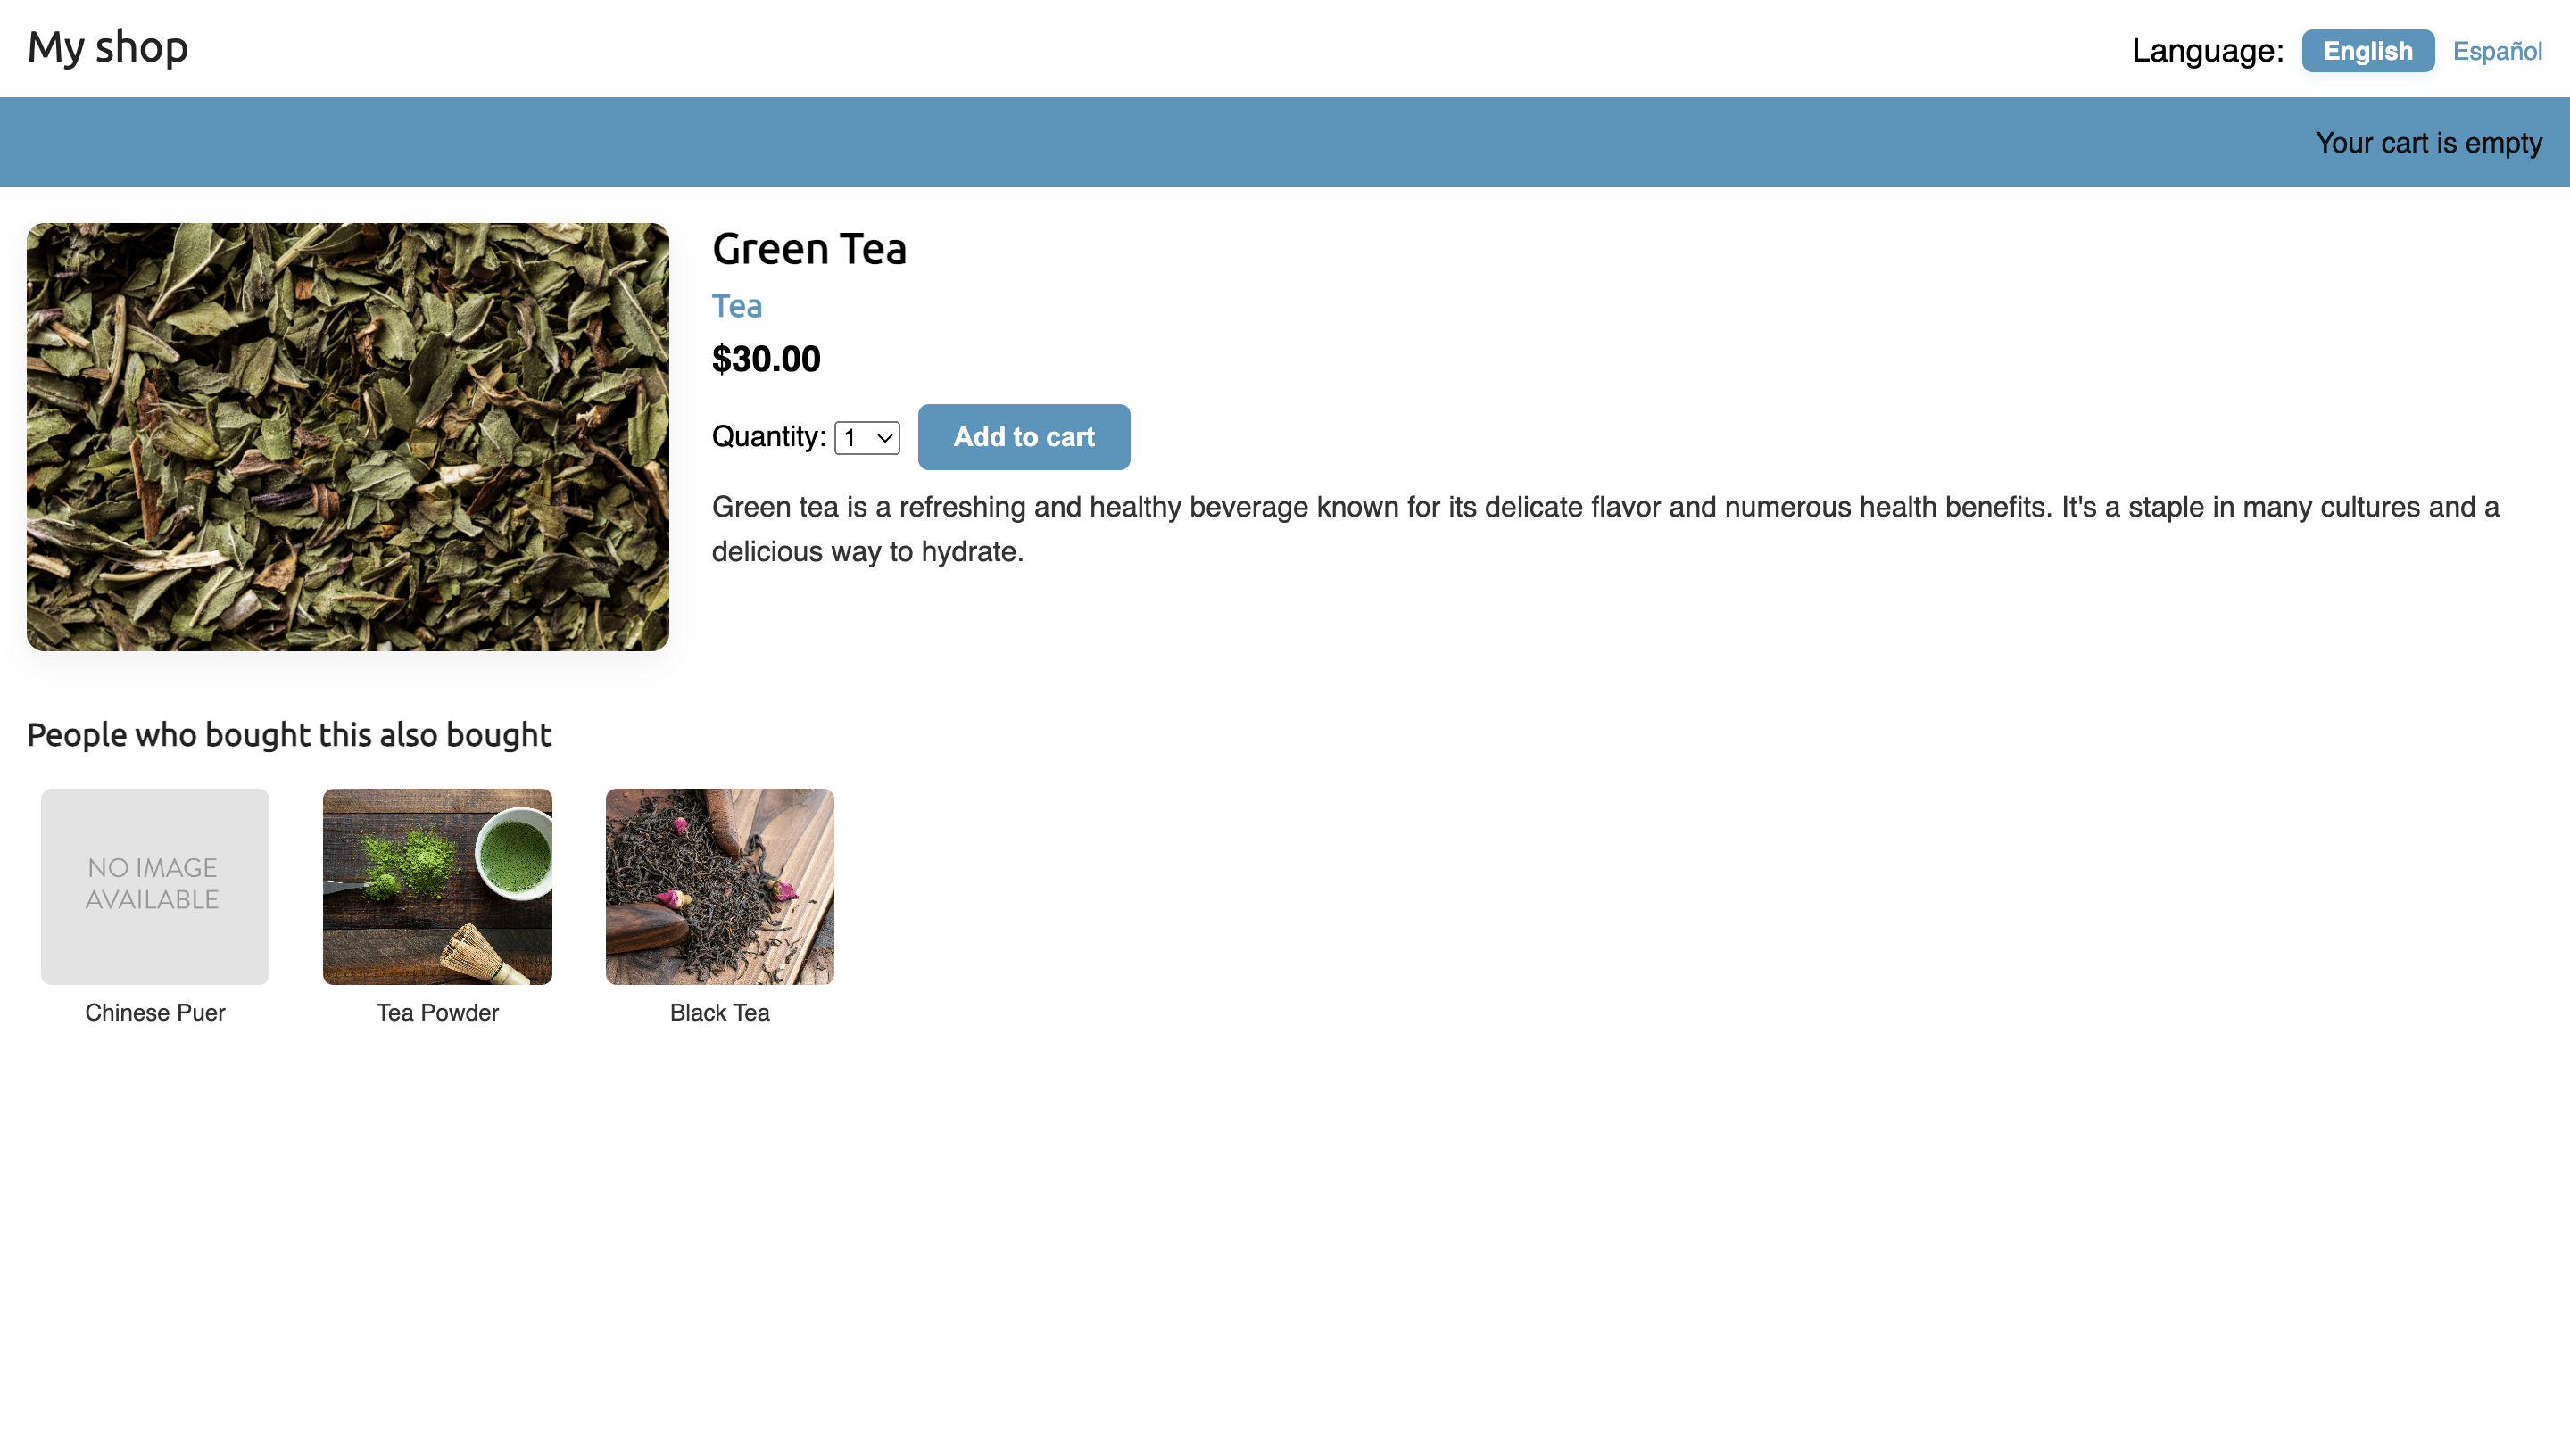 My shop
Language: English Español
Your cart is empty
Green Tea
Tea
$30.00
Quantity: 1 Add to cart
Green tea is a refreshing and healthy beverage known for its delicate flavor and numerous health benefits. It's a staple in many cultures and a
delicious way to hydrate.
People who bought this also bought
NO IMAGE
AVAILABLE
Chinese Puer
Tea Powder
Black Tea